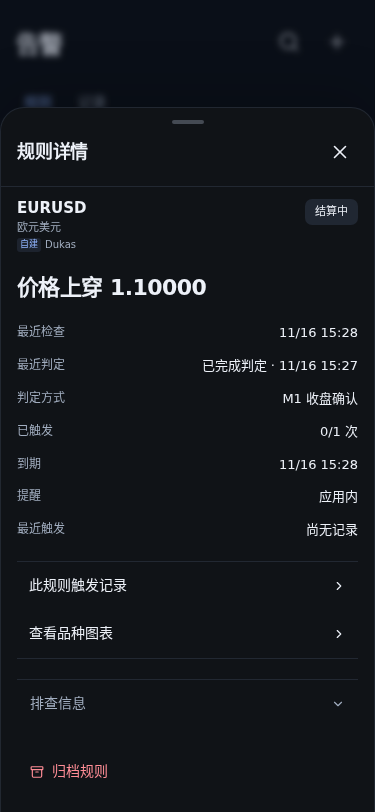 告警
规则详情
EURUSD
结算中
欧元美元
自建 Dukas
价格上穿 1.10000
最近检查 11/16 15:28
最近判定 已完成判定 · 11/16 15:27
判定方式 M1 收盘确认
已触发 0/1 次
到期 11/16 15:28
提醒 应用内
最近触发 尚无记录
此规则触发记录
查看品种图表
排查信息
归档规则